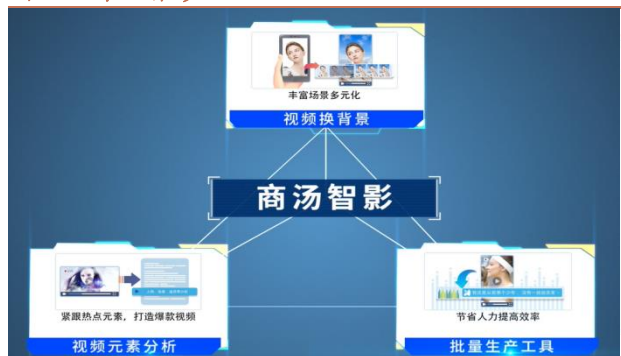 丰富场景多元化
视频换背景
商汤智影
紧跟热点元素，打造爆款视频
视频元素分析
节省人力提高效率
批量生产工具